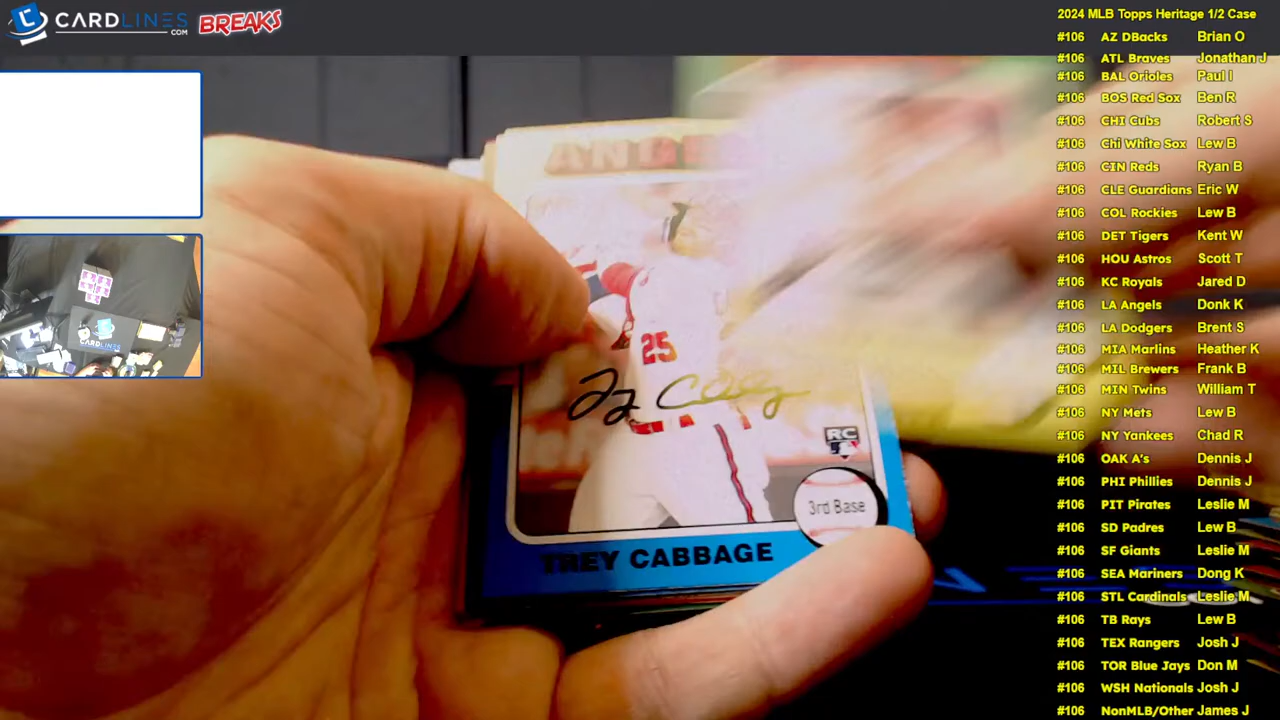 CARDLINES
.COM
BREAKS
2024 MLB Topps Heritage 1/2 Case
#106 AZ DBacks Brian O
#106 ATL Braves Jonathan J
#106 BAL Orioles Paul I
#106 BOS Red Sox Ben R
#106 CHI Cubs Robert S
#106 Chi White Sox Lew B
#106 CIN Reds Ryan B
#106 CLE Guardians Eric W
#106 COL Rockies Lew B
#106 DET Tigers Kent W
#106 HOU Astros Scott T
#106 KC Royals Jared D
#106 LA Angels Donk K
#106 LA Dodgers Brent S
#106 MIA Marlins Heather K
#106 MIL Brewers Frank B
#106 MIN Twins William T
#106 NY Mets Lew B
#106 NY Yankees Chad R
#106 OAK A's Dennis J
#106 PHI Phillies Dennis J
#106 PIT Pirates Leslie M
#106 SD Padres Lew B
#106 SF Giants Leslie M
#106 SEA Mariners Dong K
#106 STL Cardinals Leslie M
#106 TB Rays Lew B
#106 TEX Rangers Josh J
#106 TOR Blue Jays Don M
#106 WSH Nationals Josh J
#106 NonMLB/Other James J
25
RC
3rd Base
TREY CABBAGE